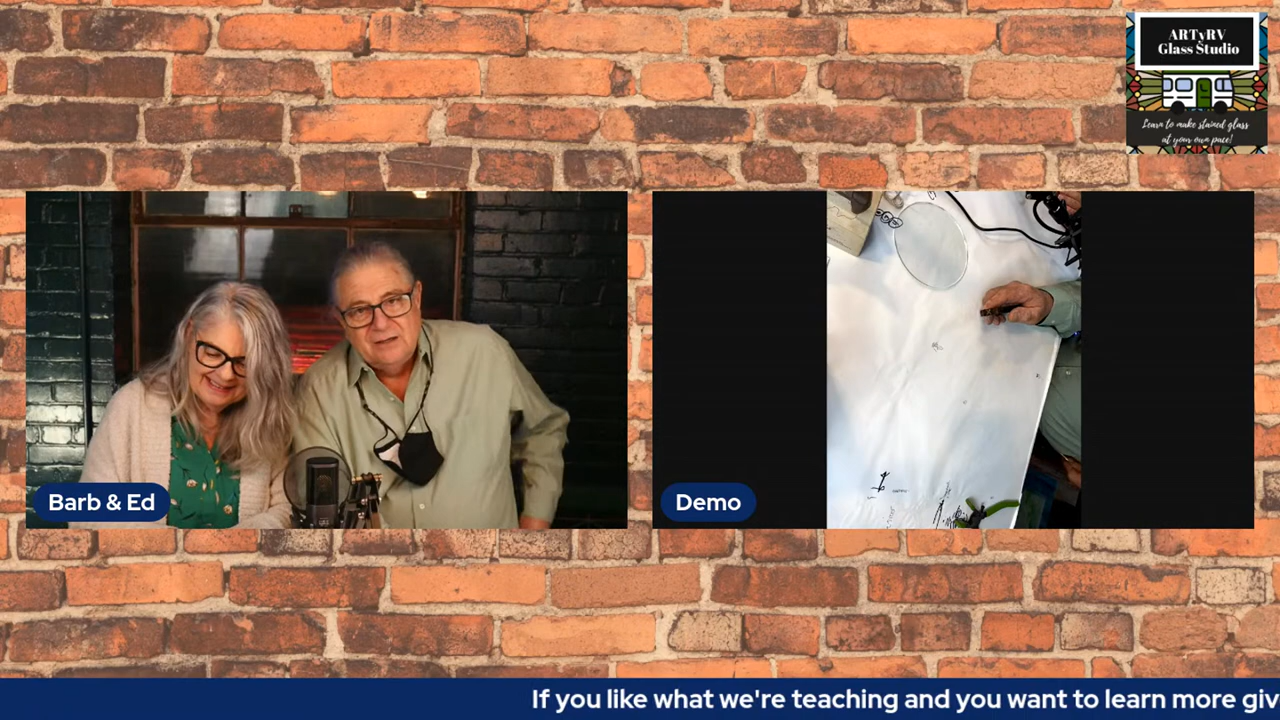 ARTyRV
Glass Studio
Learn to make stained glass
at your own pace!
Barb & Ed
Demo
If you like what we're teaching and you want to learn more giv